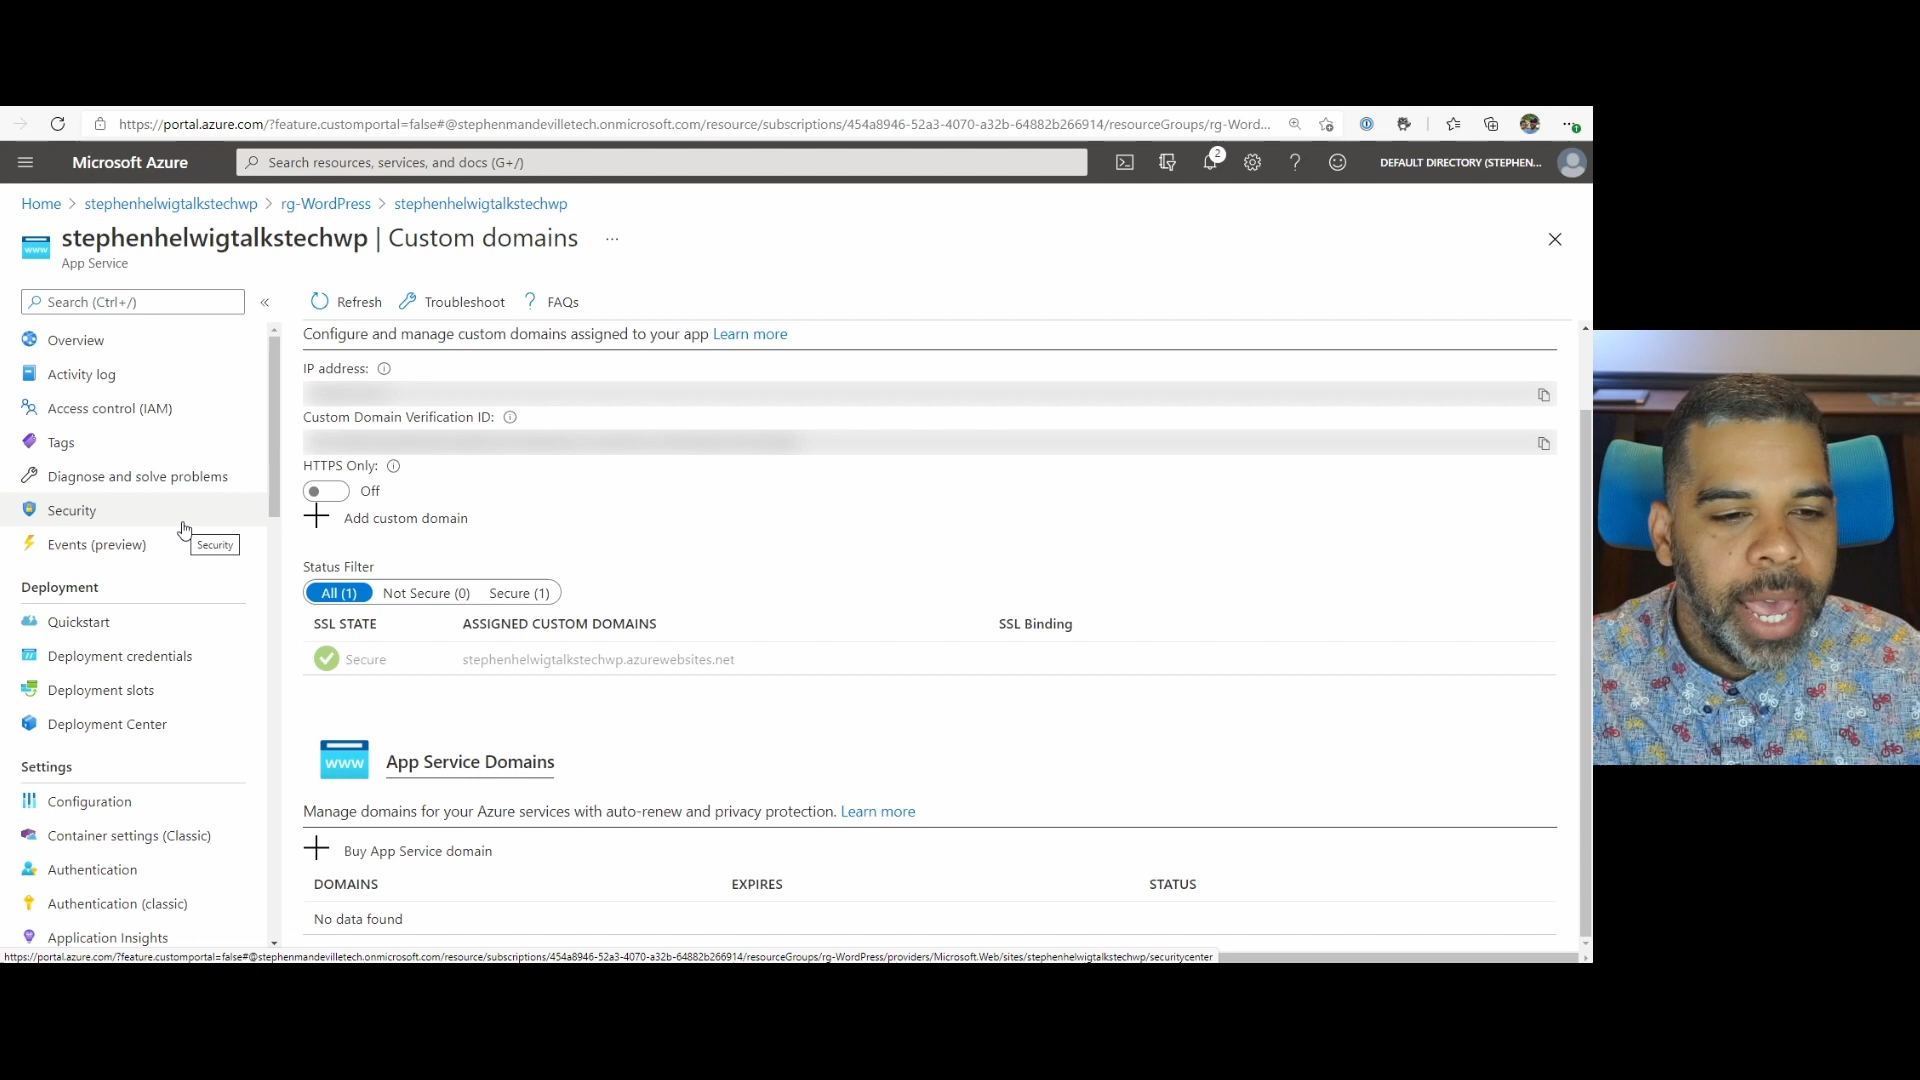 https://portal.azure.com/?feature.customportal=false#@stephenmandevilletech.onmicrosoft.com/resource/subscriptions/454a8946-52a3-4070-a32b-64882b266914/resourceGroups/rg-Word...
Microsoft Azure
Search resources, services, and docs (G+/)
2
DEFAULT DIRECTORY (STEPHEN...
Home > stephenhelwigtalkstechwp > rg-WordPress > stephenhelwigtalkstechwp
www
stephenhelwigtalkstechwp | Custom domains ...
App Service
Search (Ctrl+/)
«
Refresh
Troubleshoot
? FAQs
Overview
Activity log
Access control (IAM)
Tags
Diagnose and solve problems
Security
Security
Events (preview)
Deployment
Quickstart
Deployment credentials
Deployment slots
Deployment Center
Settings
Configuration
Container settings (Classic)
Authentication
Authentication (classic)
Application Insights
Configure and manage custom domains assigned to your app Learn more
IP address:
Custom Domain Verification ID:
HTTPS Only:
Off
Add custom domain
Status Filter
All (1) Not Secure (0) Secure (1)
SSL STATE ASSIGNED CUSTOM DOMAINS SSL Binding
Secure stephenhelwigtalkstechwp.azurewebsites.net
www
App Service Domains
Manage domains for your Azure services with auto-renew and privacy protection. Learn more
Buy App Service domain
DOMAINS EXPIRES STATUS
No data found
https://portal.azure.com/?feature.customportal=false#@stephenmandevilletech.onmicrosoft.com/resource/subscriptions/454a8946-52a3-4070-a32b-64882b266914/resourceGroups/rg-WordPress/providers/Microsoft.Web/sites/stephenhelwigtalkstechwp/securitycenter